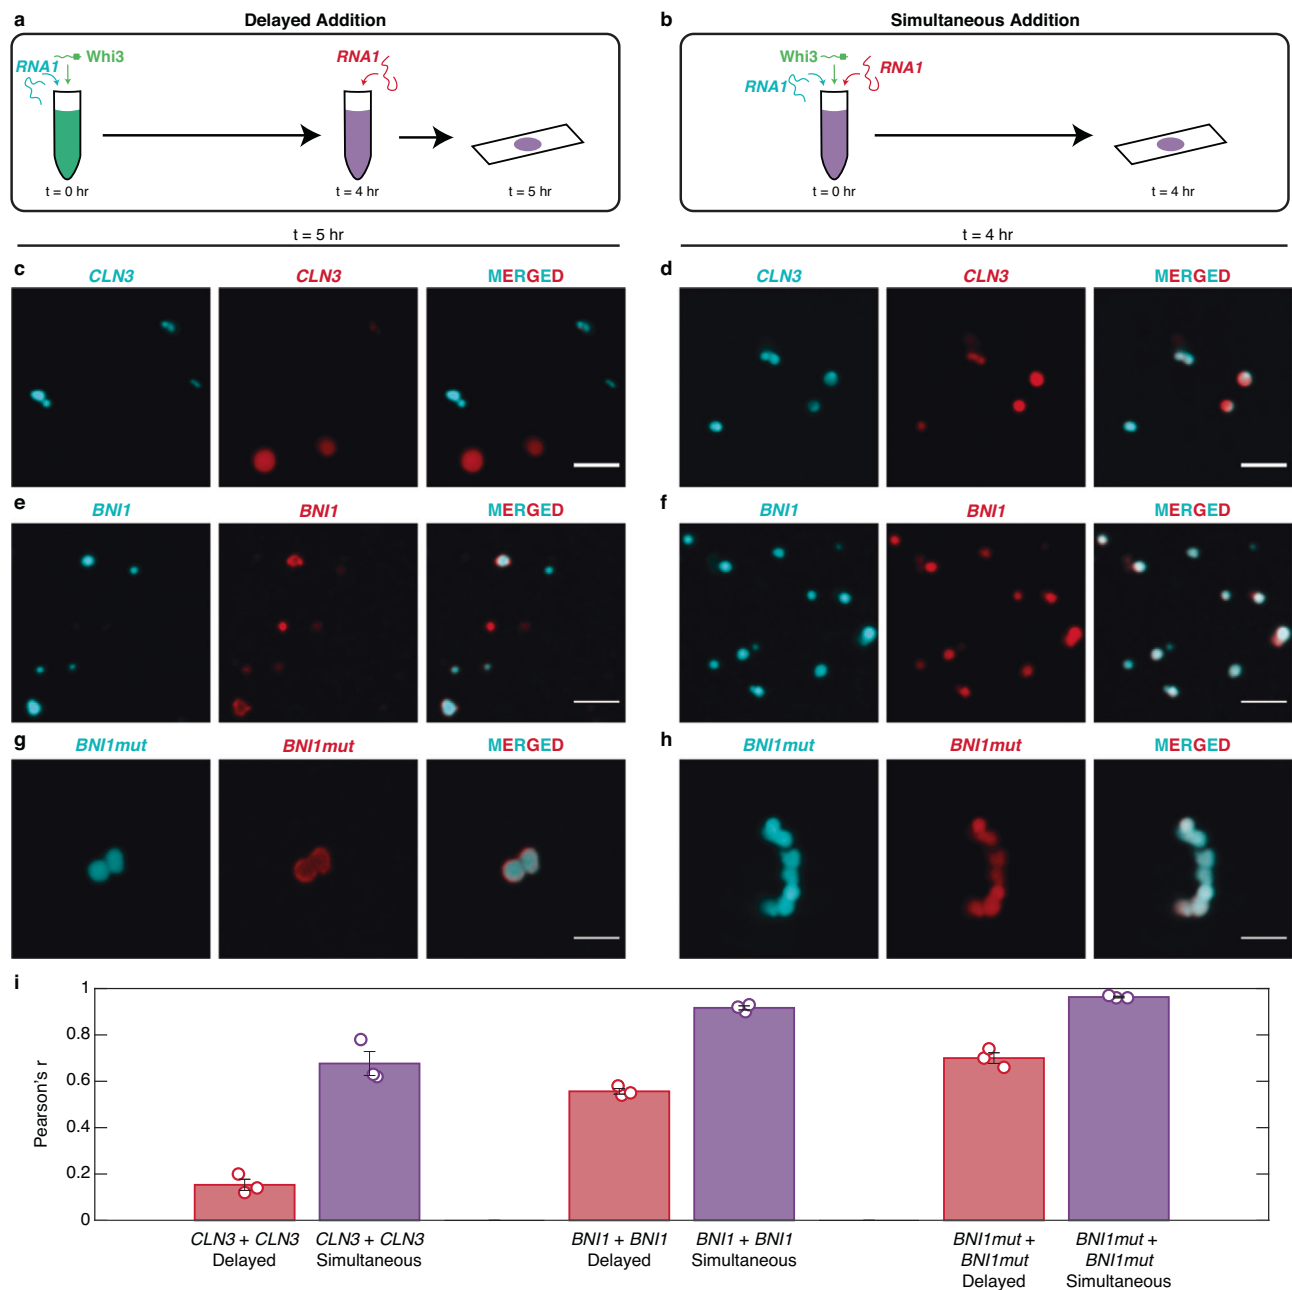 a
Delayed Addition
RNA1
Whi3
RNA1
t = 0 hr
t = 4 hr
t = 5 hr
b
Simultaneous Addition
Whi3
RNA1
RNA1
t = 0 hr
t = 4 hr
t = 5 hr
t = 4 hr
c
CLN3
CLN3
MERGED
d
CLN3
CLN3
MERGED
e
BNI1
BNI1
MERGED
f
BNI1
BNI1
MERGED
g
BNI1mut
BNI1mut
MERGED
h
BNI1mut
BNI1mut
MERGED
i
Pearson's r
1
0.8
0.6
0.4
0.2
0
CLN3 + CLN3
Delayed
CLN3 + CLN3
Simultaneous
BNI1 + BNI1
Delayed
BNI1 + BNI1
Simultaneous
BNI1mut +
BNI1mut
Delayed
BNI1mut +
BNI1mut
Simultaneous